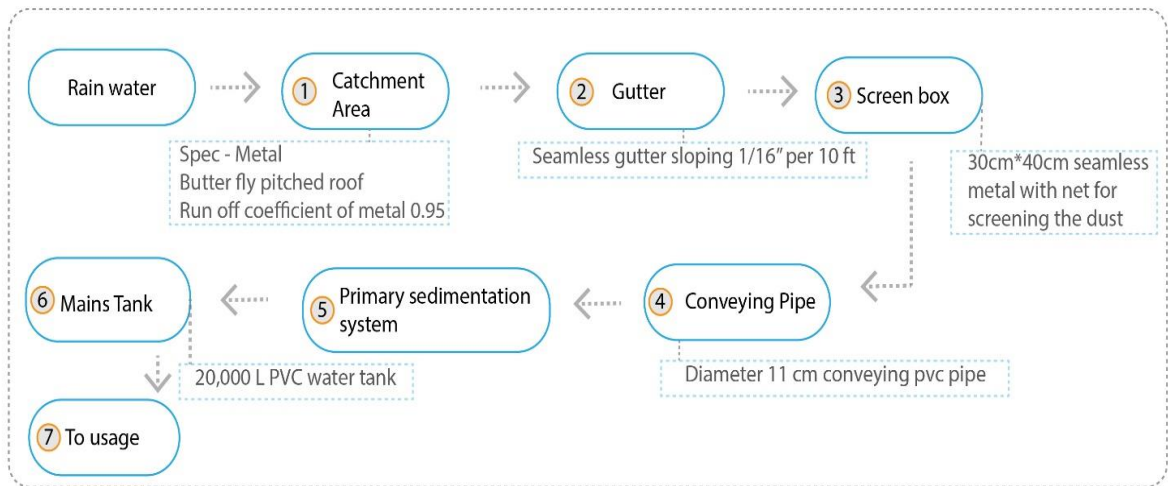 Rain water
1 Catchment
Area
2 Gutter
3 Screen box
Spec - Metal
Butter fly pitched roof
Run off coefficient of metal 0.95
Seamless gutter sloping 1/16” per 10 ft
30cm*40cm seamless
metal with net for
screening the dust
4 Conveying Pipe
Diameter 11 cm conveying pvc pipe
5 Primary sedimentation
system
6 Mains Tank
20,000 L PVC water tank
7 To usage